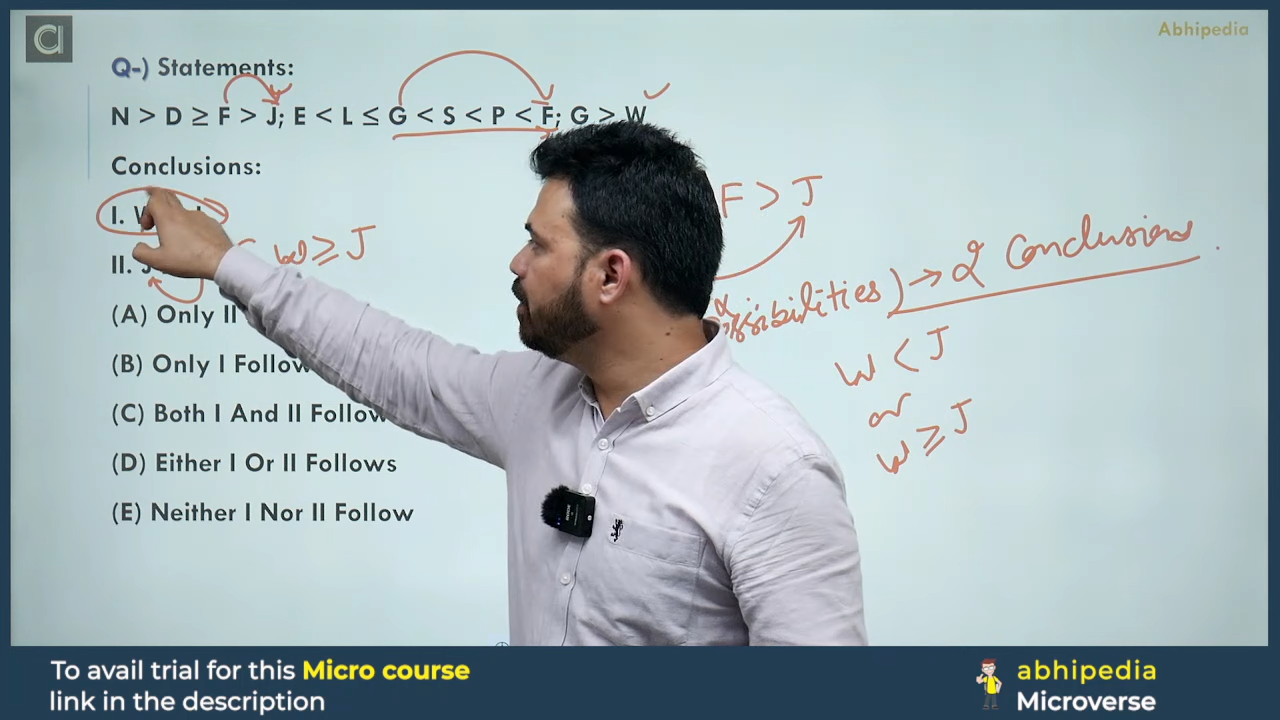 Abhipedia
Q-) Statements:
N > D ≥ F > J; E < L ≤ G < S < P < F; G > W
Conclusions:
I. W J
W ≥ J
II. J
(A) Only II
(B) Only I Follow
(C) Both I And II Follow
(D) Either I Or II Follows
(E) Neither I Nor II Follow
F > J
→ 2 Conclusions
W < J
or
W ≥ J
To avail trial for this Micro course
link in the description
abhipedia
Microverse